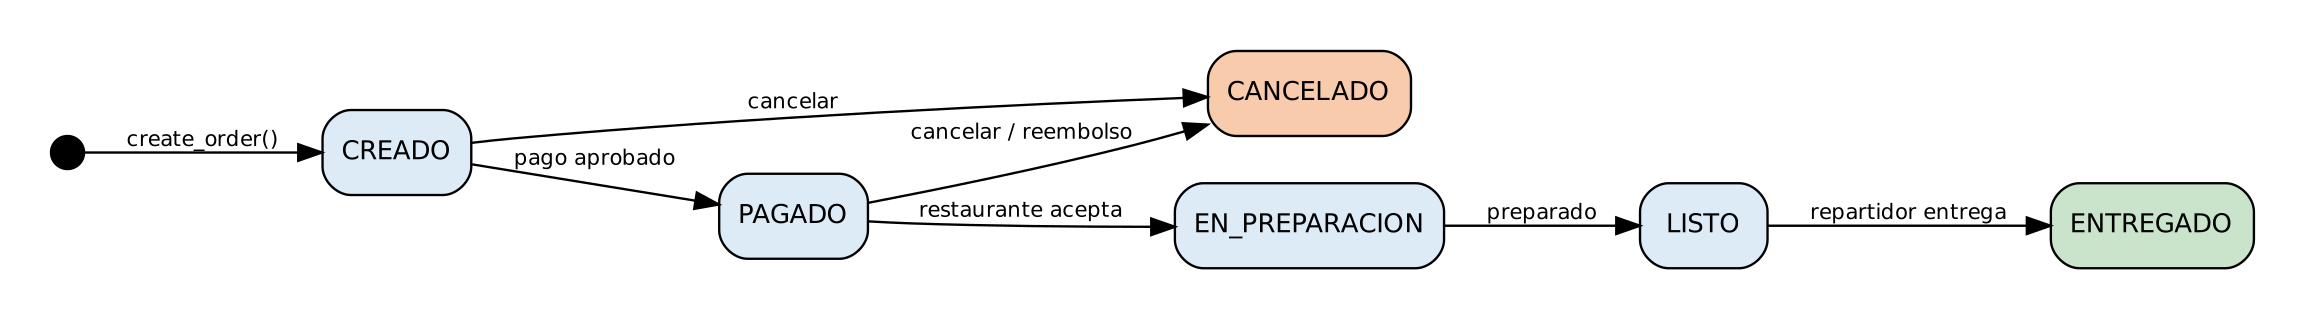 create_order()
CREADO
cancelar
pago aprobado
CANCELADO
cancelar / reembolso
PAGADO
restaurante acepta
EN_PREPARACION
preparado
LISTO
repartidor entrega
ENTREGADO